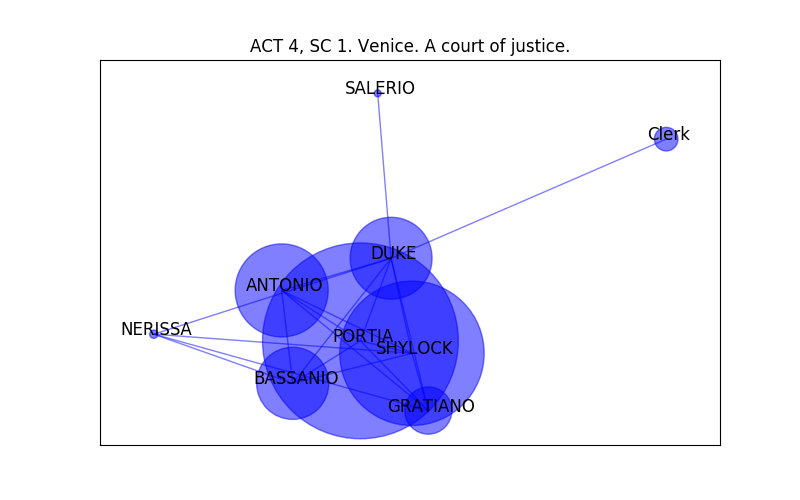 ACT 4, SC 1. Venice. A court of justice.
SALERIO
Clerk
DUKE
ANTONIO
NERISSA
PORTIA
SHYLOCK
BASSANIO
GRATIANO